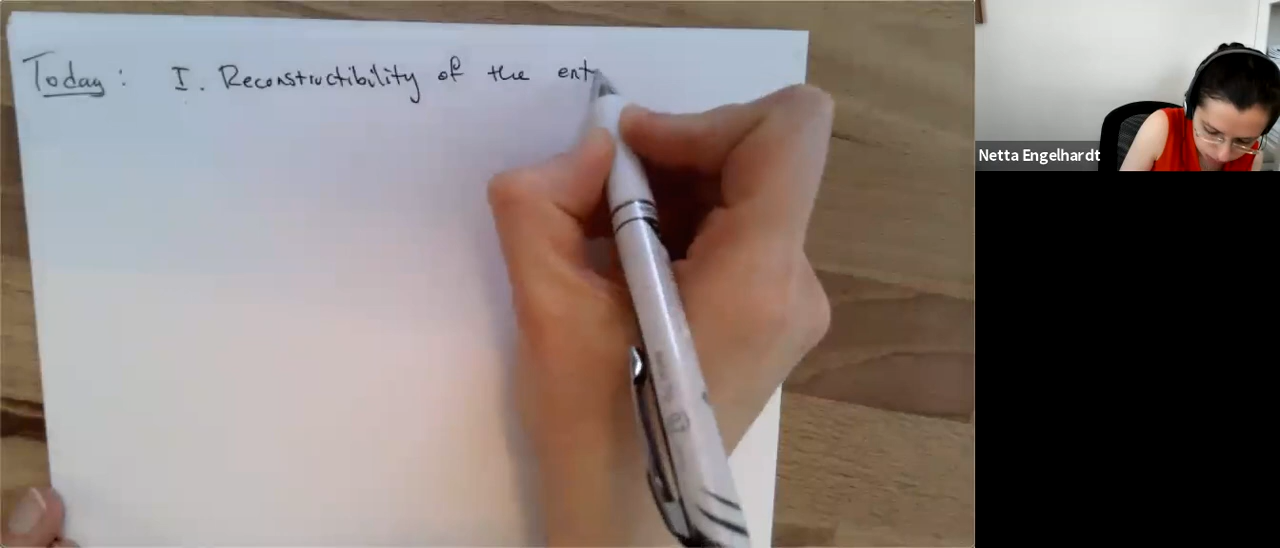 Today: I. Reconstructibility of the ent
Netta Engelhardt